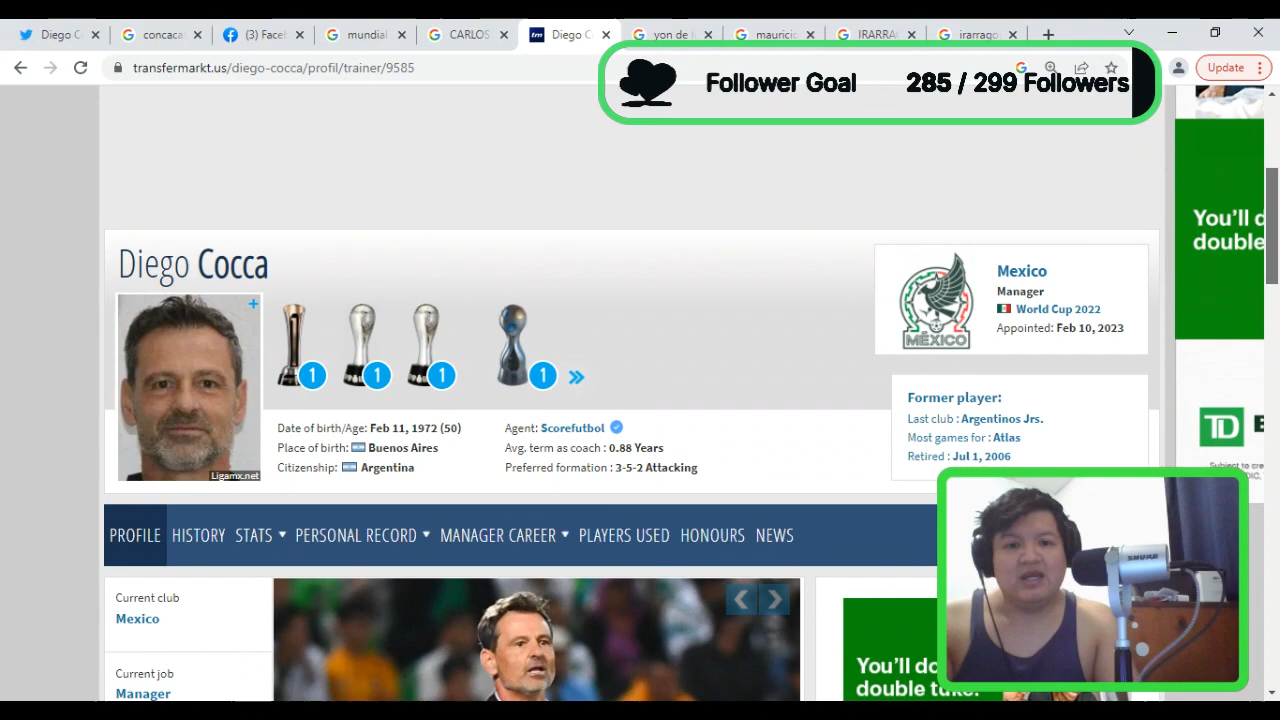 Diego C
concaca
(3) Face
mundial
CARLOS
tm
Diego C
yon de l
maurici
IRARRA
irarrago
transfermarkt.us/diego-cocca/profil/trainer/9585
Update
Follower Goal 285 / 299 Followers
You'll d
double
Diego Cocca
1
1
1
1
Ligamx.net
Date of birth/Age: Feb 11, 1972 (50)
Place of birth: Buenos Aires
Citizenship: Argentina
Agent: Scorefutbol
Avg. term as coach : 0.88 Years
Preferred formation : 3-5-2 Attacking
MÉXICO
Mexico
Manager
World Cup 2022
Appointed: Feb 10, 2023
Former player:
Last club : Argentinos Jrs.
Most games for : Atlas
Retired : Jul 1, 2006
TD
PROFILE HISTORY STATS PERSONAL RECORD MANAGER CAREER PLAYERS USED HONOURS NEWS
Current club
Mexico
Current job
Manager
You'll do
double
SHURE